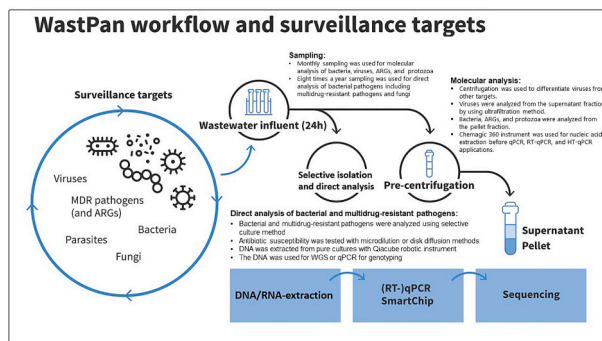 WastPan workflow and surveillance targets
Surveillance targets
Viruses
MDR pathogens
(and ARGs)
Bacteria
Parasites
Fungi
Wastewater influent (24h)
Sampling:
• Monthly sampling was used for molecular
analysis of bacteria, viruses, ARGs, and protozoa
• Eight times a year sampling was used for direct
analysis of bacterial pathogens including
multidrug-resistant pathogens and fungi
Selective isolation
and direct analysis
Pre-centrifugation
Molecular analysis:
• Centrifugation was used to differentiate viruses from
other targets.
• Viruses were analyzed from the supernatant fraction
by using ultrafiltration method.
• Bacteria, ARGs, and protozoa were analyzed from
the pellet fraction.
• Chemagic 360 instrument was used for nucleic acid
extraction before qPCR, RT-qPCR, and HT-qPCR
applications.
Supernatant
Pellet
Direct analysis of bacterial and multidrug-resistant pathogens:
• Bacterial and multidrug-resistant pathogens were analyzed using selective
culture method
• Antibiotic susceptibility was tested with microdilution or disk diffusion methods
• DNA was extracted from pure cultures with Qiacube robotic instrument
• The DNA was used for WGS or qPCR for genotyping
DNA/RNA-extraction
(RT-)qPCR
SmartChip
Sequencing